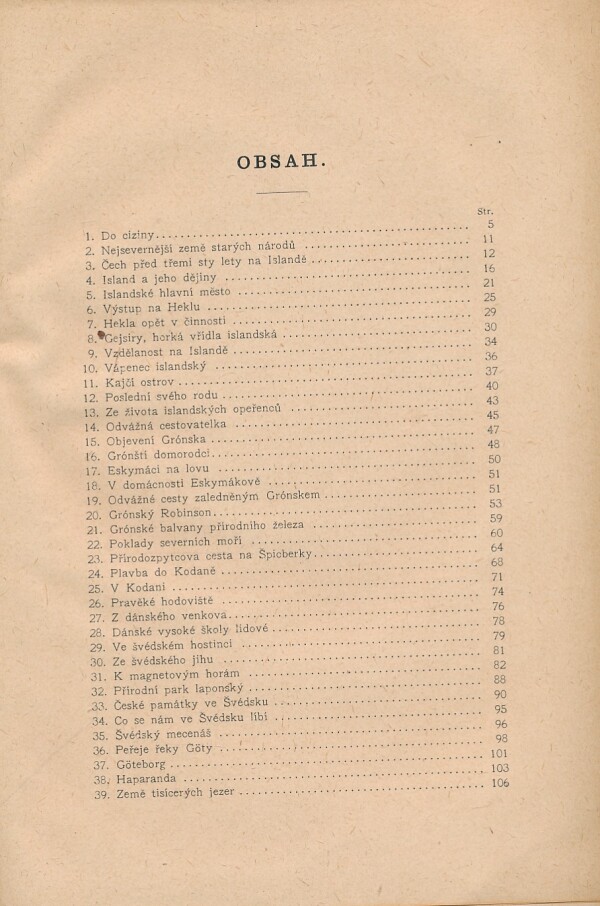 OBSAH.
Str.
1. Do ciziny 5
2. Nejsevernější země starých národů 11
3. Čech před třemi sty lety na Islandě 12
4. Island a jeho dějiny 16
5. Islandské hlavní město 21
6. Výstup na Heklu 25
7. Hekla opět v činnosti 29
8. Gejsiry, horká vřídla islandská 30
9. Vzdělanost na Islandě 34
10. Vápenec islandský 36
11. Kajčí ostrov 37
12. Poslední svého rodu 40
13. Ze života islandských opeřenců 43
14. Odvážná cestovatelka 45
15. Objevení Grónska 47
16. Grónští domorodci 48
17. Eskymáci na lovu 50
18. V domácnosti Eskymákově 51
19. Odvážné cesty zaledněným Grónskem 51
20. Grónský Robinson 53
21. Grónské balvany přírodního železa 59
22. Poklady severních moří 60
23. Přírodozpytcova cesta na Špicberky 64
24. Plavba do Kodaně 68
25. V Kodani 71
26. Pravěké hodoviště 74
27. Z dánského venkova 76
28. Dánské vysoké školy lidové 78
29. Ve švédském hostinci 79
30. Ze švédského jihu 81
31. K magnetovým horám 82
32. Přírodní park laponský 88
33. České památky ve Švédsku 90
34. Co se nám ve Švédsku líbí 95
35. Švédský mecenáš 96
36. Peřeje řeky Göty 98
37. Göteborg 101
38. Haparanda 103
39. Země tisícerých jezer 106